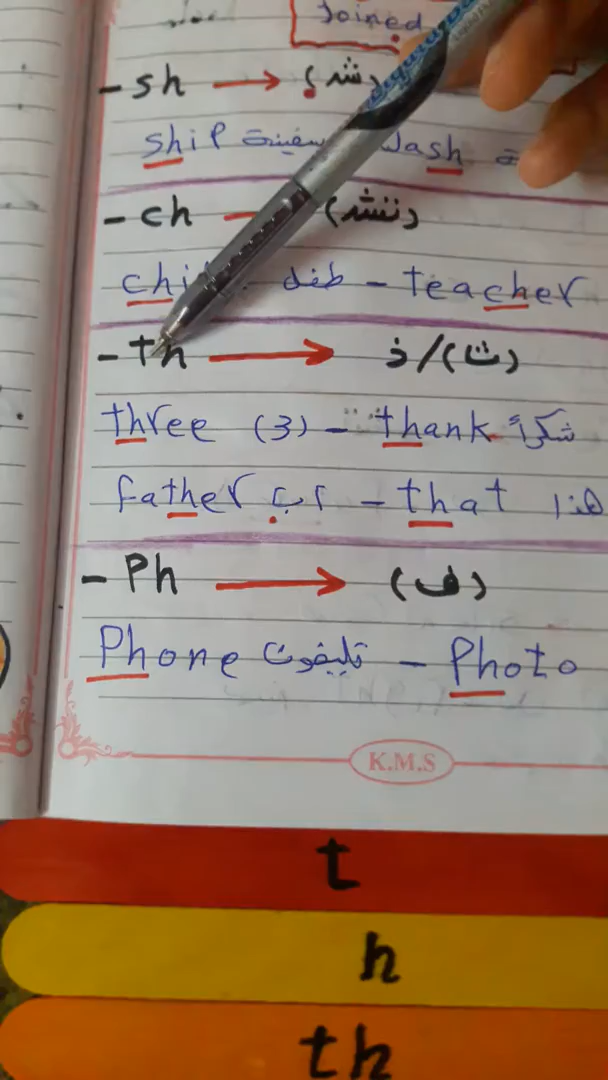 Joined
- sh → (ش)
ship سفينة wash
- ch → (تش)
child طفل - teacher
- th → ذ/(ث)
three (3) - thank شكراً
father أب - that هذا
- Ph → (ف)
Phone تليفون - Photo
K.M.S
t
h
th